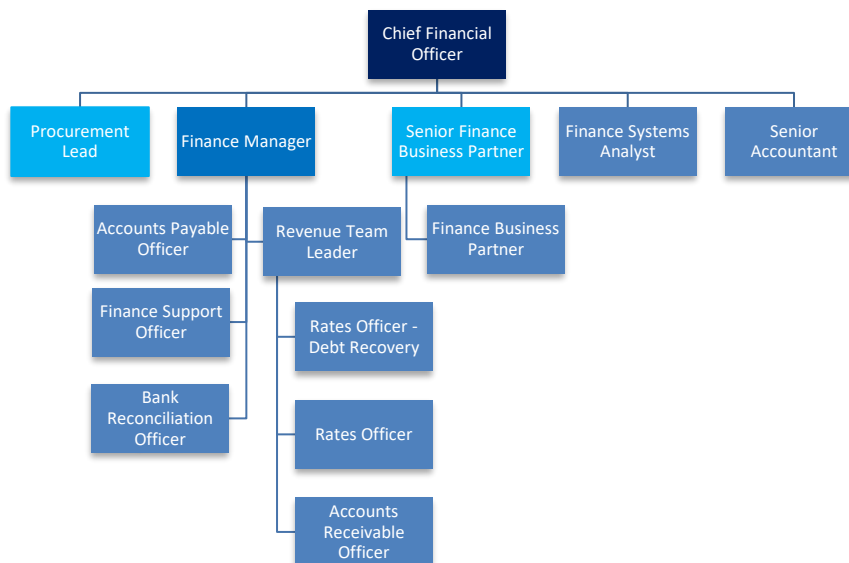 Chief Financial
Officer
Procurement
Lead
Finance Manager
Senior Finance
Business Partner
Finance Systems
Analyst
Senior
Accountant
Accounts Payable
Officer
Revenue Team
Leader
Finance Business
Partner
Finance Support
Officer
Rates Officer -
Debt Recovery
Bank
Reconciliation
Officer
Rates Officer
Accounts
Receivable
Officer